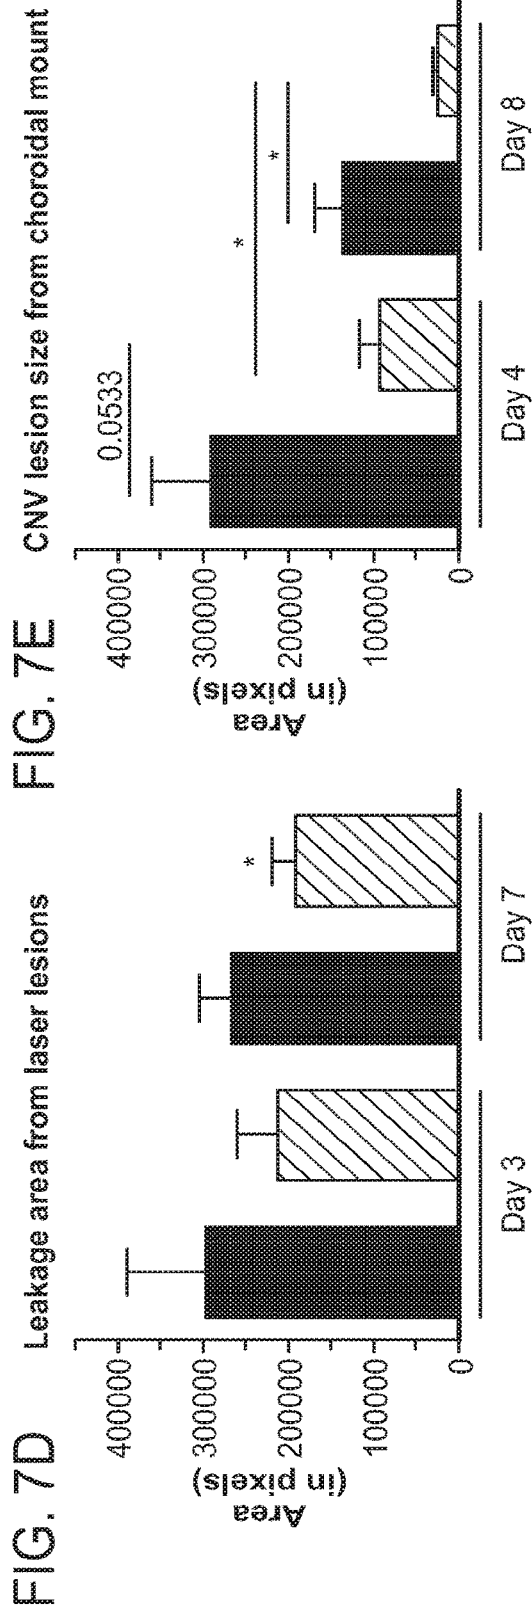 FIG. 7D
Leakage area from laser lesions
Area
(in pixels)
400000
300000
200000
100000
0
*
Day 3
Day 7
FIG. 7E
CNV lesion size from choroidal mount
Area
(in pixels)
400000
300000
200000
100000
0
0.0533
*
*
Day 4
Day 8